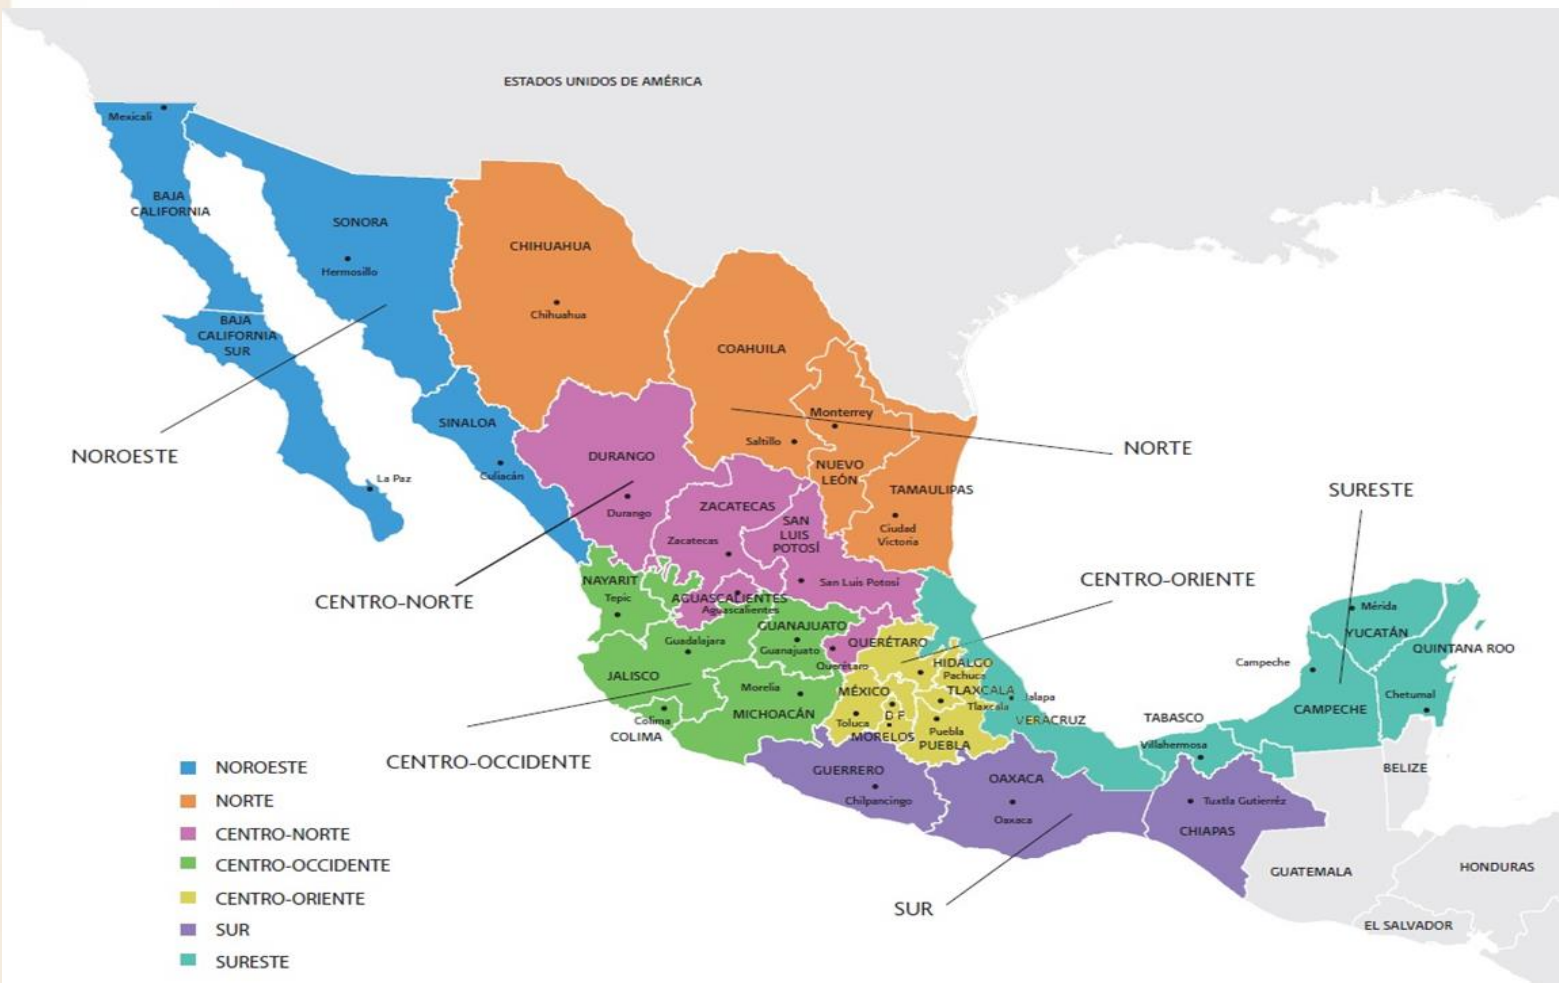 ESTADOS UNIDOS DE AMÉRICA
Mexicali
BAJA
CALIFORNIA
SONORA
Hermosillo
CHIHUAHUA
Chihuahua
BAJA
CALIFORNIA
SUR
COAHUILA
Monterrey
Saltillo
NUEVO
LEÓN
NORTE
TAMAULIPAS
Ciudad
Victoria
SINALOA
Culiacán
NOROESTE
La Paz
DURANGO
Durango
ZACATECAS
Zacatecas
SAN
LUIS
POTOSÍ
San Luis Potosí
SURESTE
CENTRO-NORTE
CENTRO-ORIENTE
NAYARIT
Tepic
AGUASCALIENTES
Aguascalientes
GUANAJUATO
Guanajuato
Guadalajara
JALISCO
QUERÉTARO
Querétaro
HIDALGO
Pachuca
Morelia
MICHOACÁN
Colima
COLIMA
MÉXICO
Toluca
D F
MORELOS
TLAXCALA
Tlaxcala
Puebla
PUEBLA
Jalapa
VERACRUZ
Mérida
YUCATÁN
QUINTANA ROO
Campeche
Chetumal
CAMPECHE
TABASCO
Villahermosa
BELIZE
CENTRO-OCCIDENTE
GUERRERO
Chilpancingo
OAXACA
Oaxaca
Tuxtla Gutierréz
CHIAPAS
GUATEMALA
HONDURAS
EL SALVADOR
SUR
NOROESTE
NORTE
CENTRO-NORTE
CENTRO-OCCIDENTE
CENTRO-ORIENTE
SUR
SURESTE